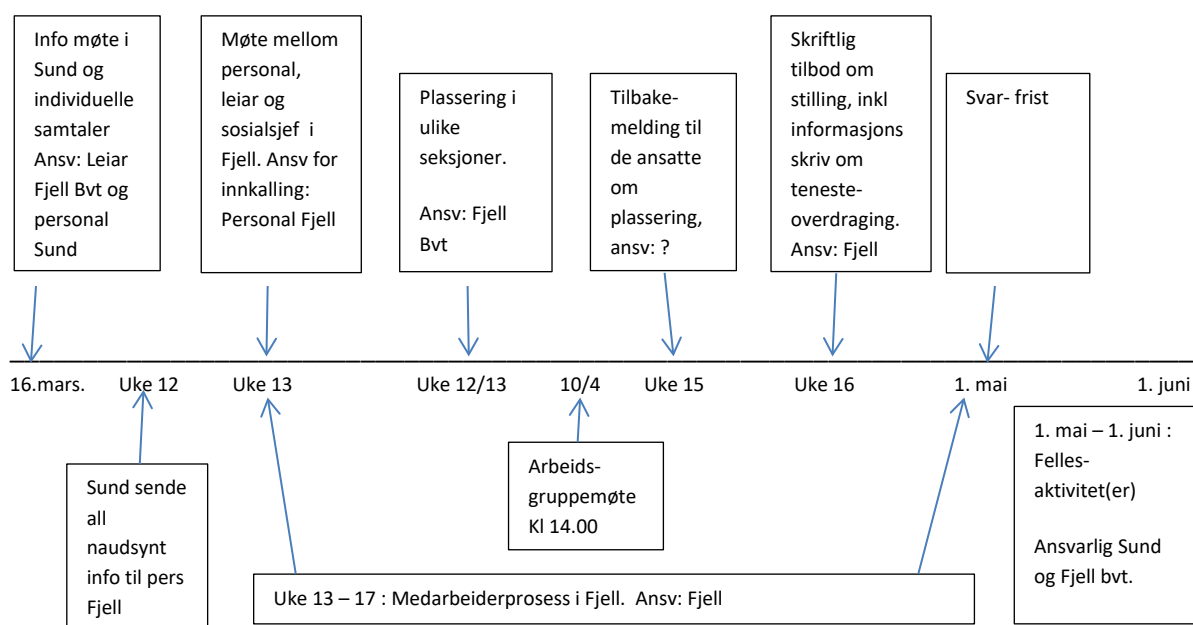 Info møte i
Sund og
individuelle
samtaler
Ansv: Leiar
Fjell Bvt og
personal
Sund
Møte mellom
personal,
leiar og
sosialsjef i
Fjell. Ansv for
innkalling:
Personal Fjell
Plassering i
ulike
seksjoner.
Ansv: Fjell
Bvt
Tilbake-
melding til
de ansatte
om
plassering,
ansv: ?
Skriftlig
tilbod om
stilling, inkl
informasjons
skriv om
teneste-
overdraging.
Ansv: Fjell
Svar- frist
16.mars. Uke 12 Uke 13 Uke 12/13 10/4 Uke 15 Uke 16 1. mai 1. juni
Sund sende
all
naudsynt
info til pers
Fjell
Arbeids-
gruppemøte
Kl 14.00
Uke 13 – 17 : Medarbeiderprosess i Fjell. Ansv: Fjell
1. mai – 1. juni :
Felles-
aktivitet(er)
Ansvarlig Sund
og Fjell bvt.